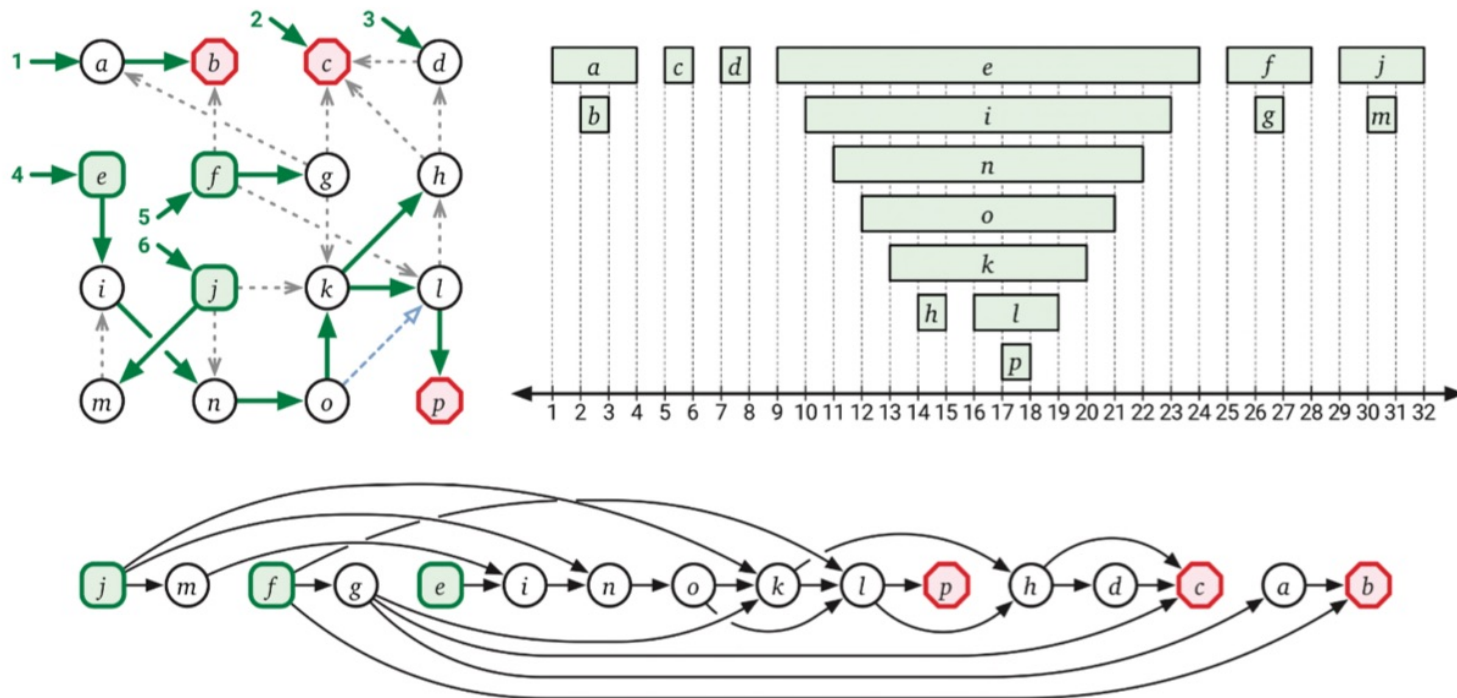 2 3
1 a b c d
a c d e f j
b i g m
4 e f g h
n
5
o
6
k
i j k l
h l
p
m n o p
1 2 3 4 5 6 7 8 9 10 11 12 13 14 15 16 17 18 19 20 21 22 23 24 25 26 27 28 29 30 31 32
j m f g e i n o k l p h d c a b